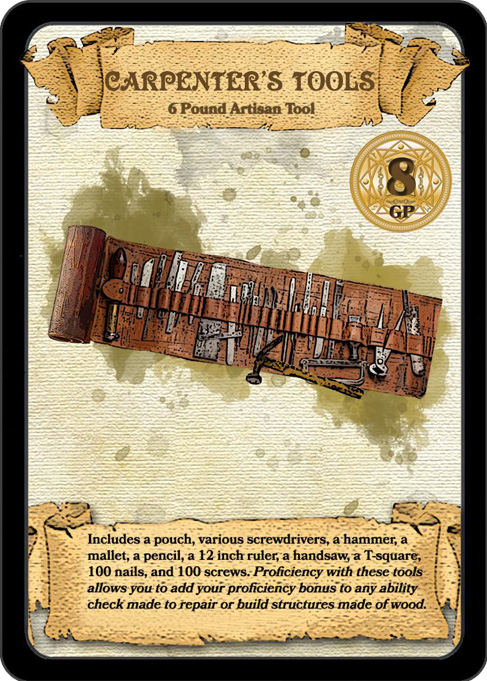 CARPENTER'S TOOLS
6 Pound Artisan Tool
8
GP
Includes a pouch, various screwdrivers, a hammer, a
mallet, a pencil, a 12 inch ruler, a handsaw, a T-square,
100 nails, and 100 screws. Proficiency with these tools
allows you to add your proficiency bonus to any ability
check made to repair or build structures made of wood.